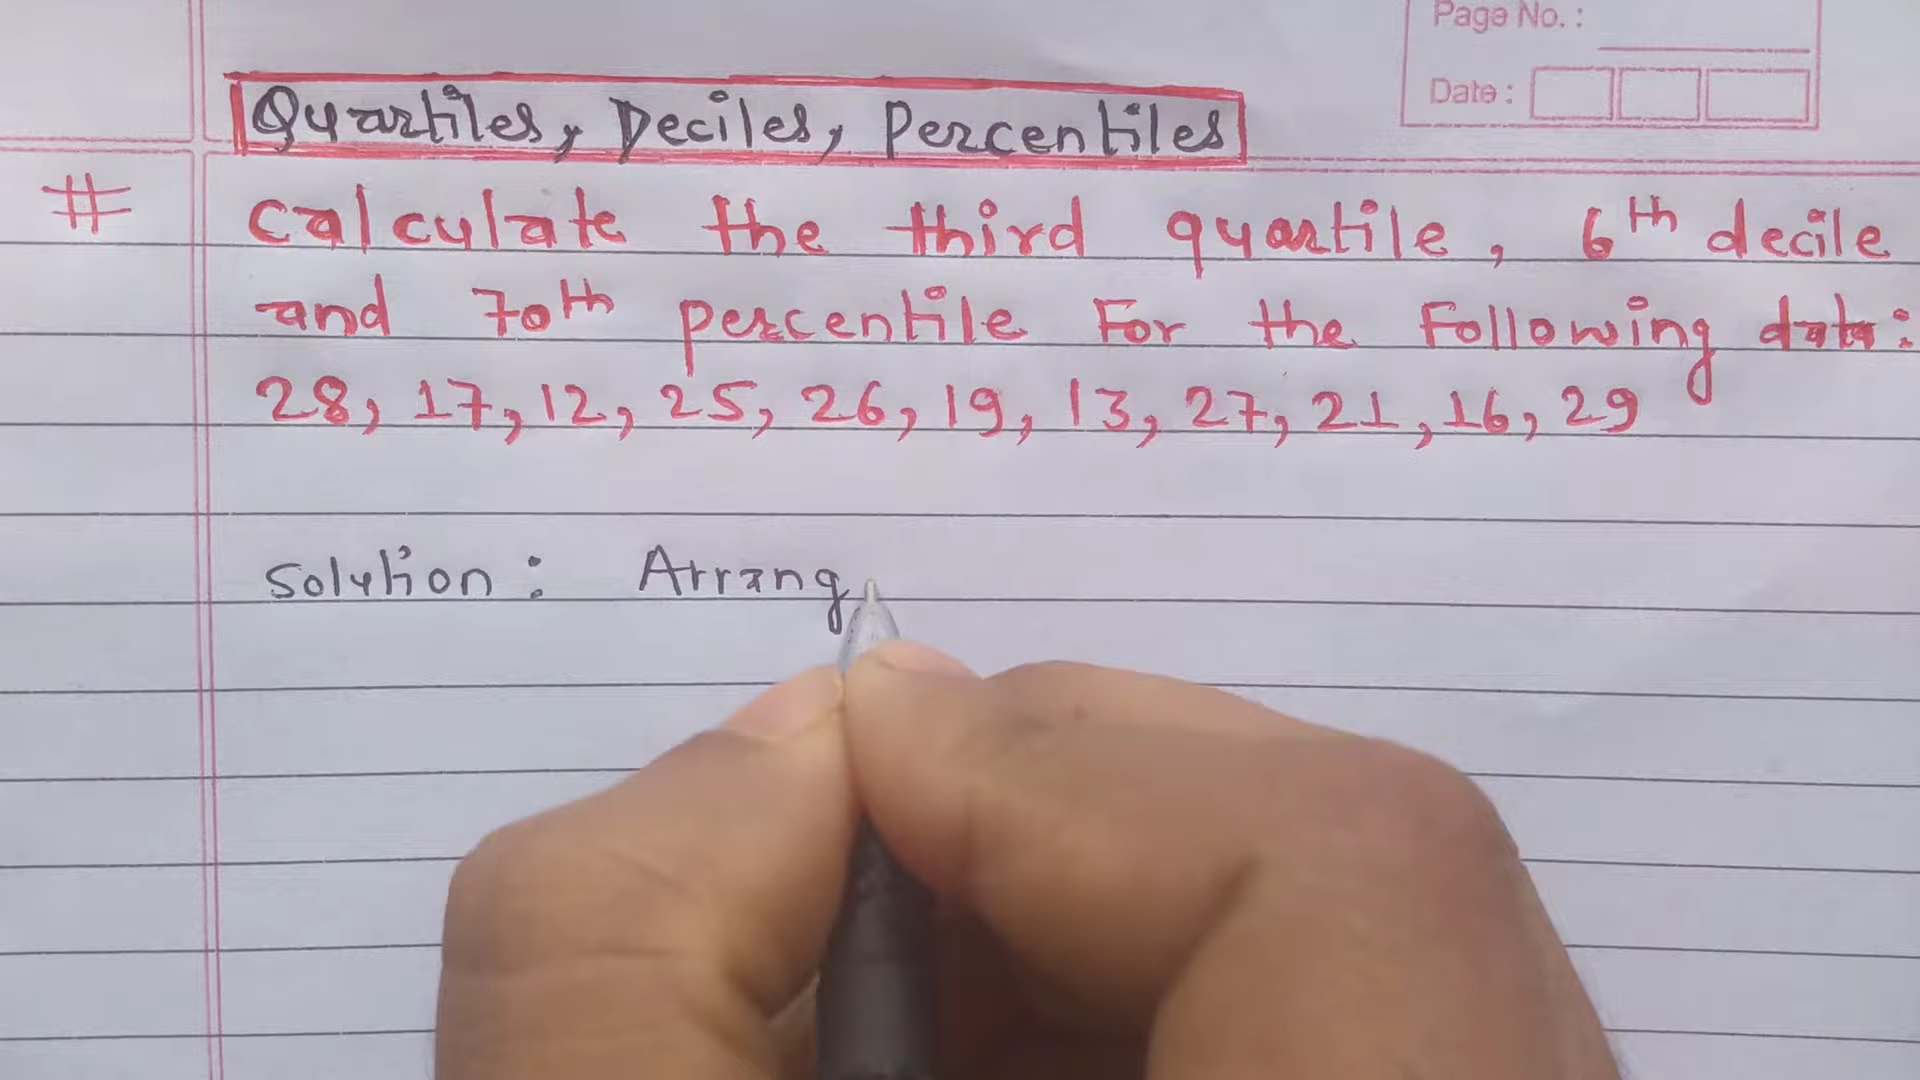 Page No. :
Date :
Quartiles, Deciles, Percentiles
# Calculate the third quartile, 6th decile
and 70th percentile For the Following data:
28, 17, 12, 25, 26, 19, 13, 27, 21, 16, 29
Solution : Arrang